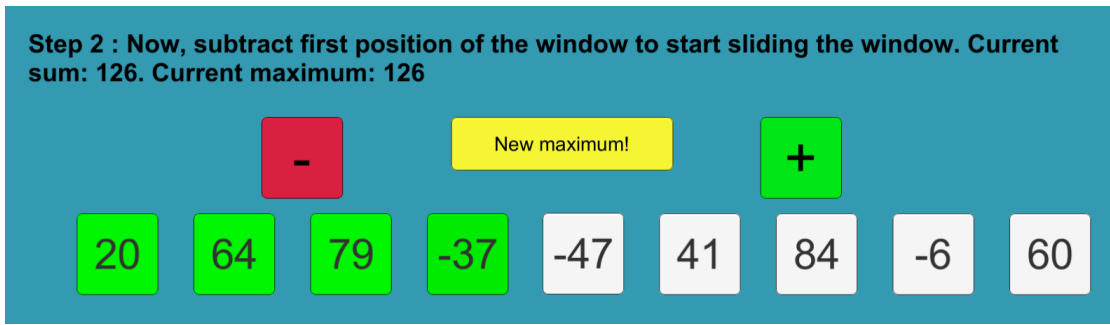 Step 2 : Now, subtract first position of the window to start sliding the window. Current
sum: 126. Current maximum: 126
- New maximum! +
20 64 79 -37 -47 41 84 -6 60